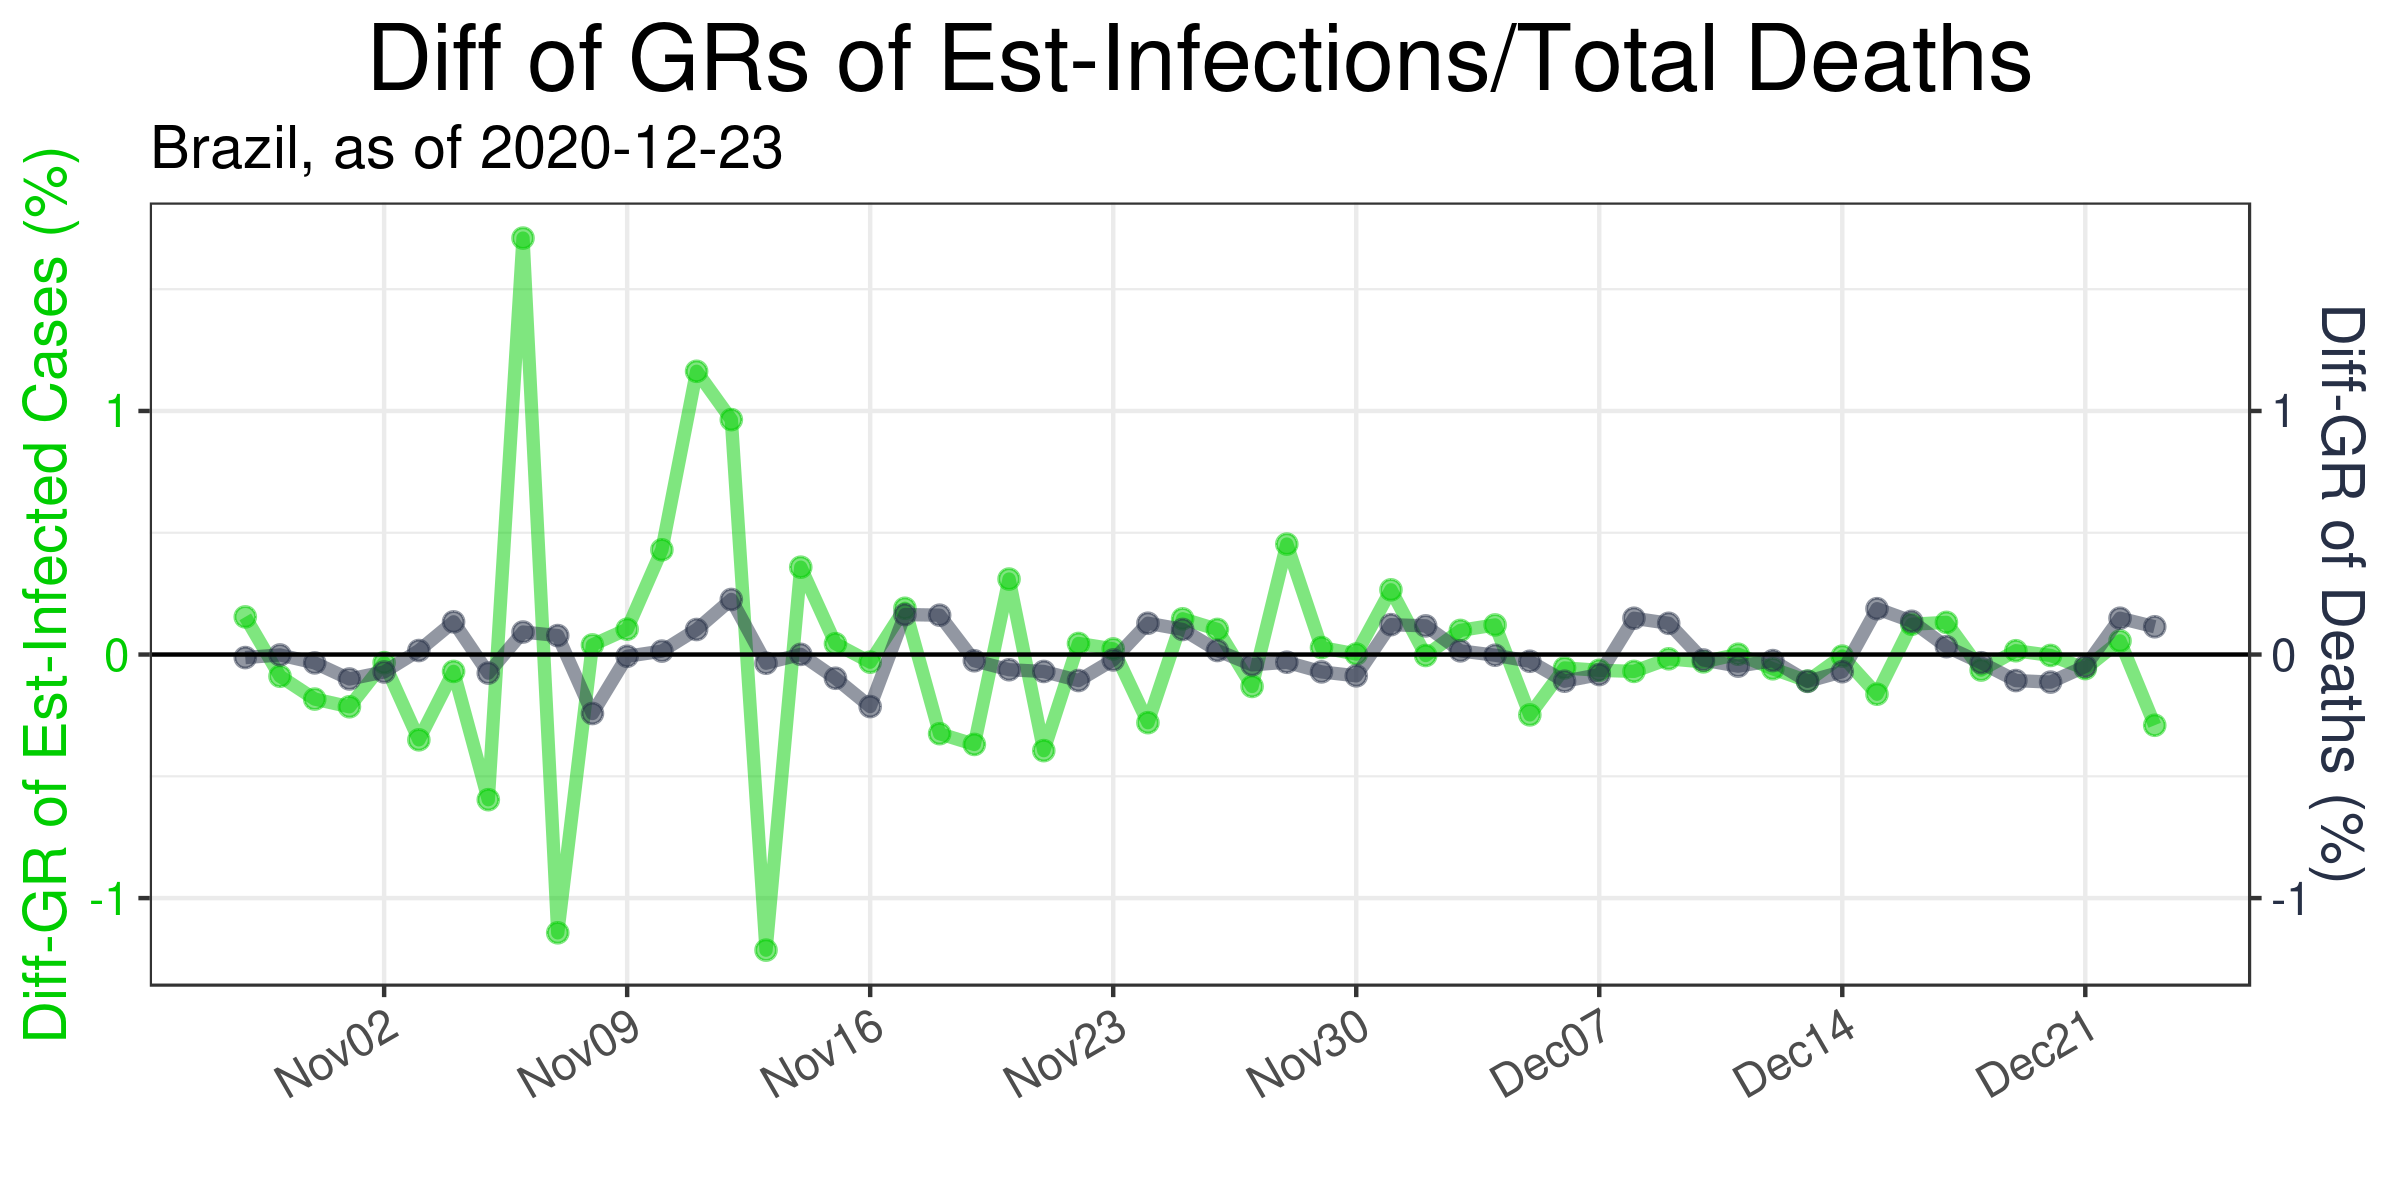 Diff of GRs of Est-Infections/Total Deaths
Brazil, as of 2020-12-23
Diff-GR of Est-Infected Cases (%)
1
0
-1
1
0
-1
Diff-GR of Deaths (%)
Nov02
Nov09
Nov16
Nov23
Nov30
Dec07
Dec14
Dec21